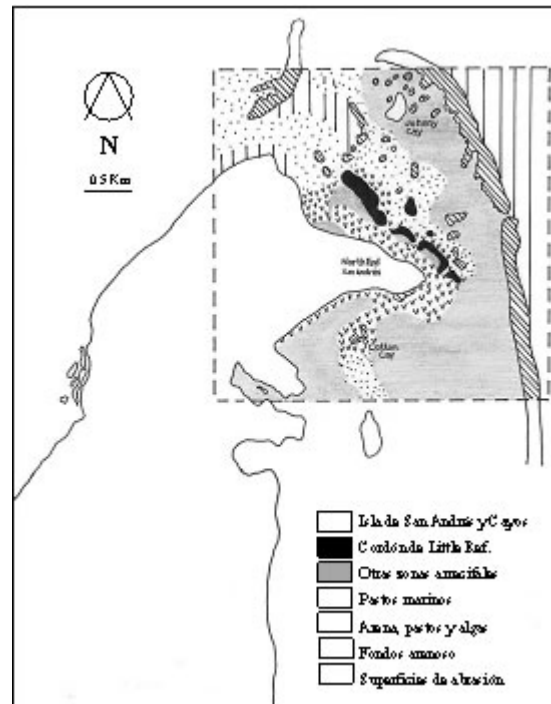 N
0.5 Km
Johnny
Cay
North End
San Andrés
Cotton
Cay
Isla de San Andrés y Cayos
Cordón de Little Reef.
Otras zonas arrecifales
Pastos marinos
Arena, pastos y algas
Fondos arenoso
Superficies de abrasión